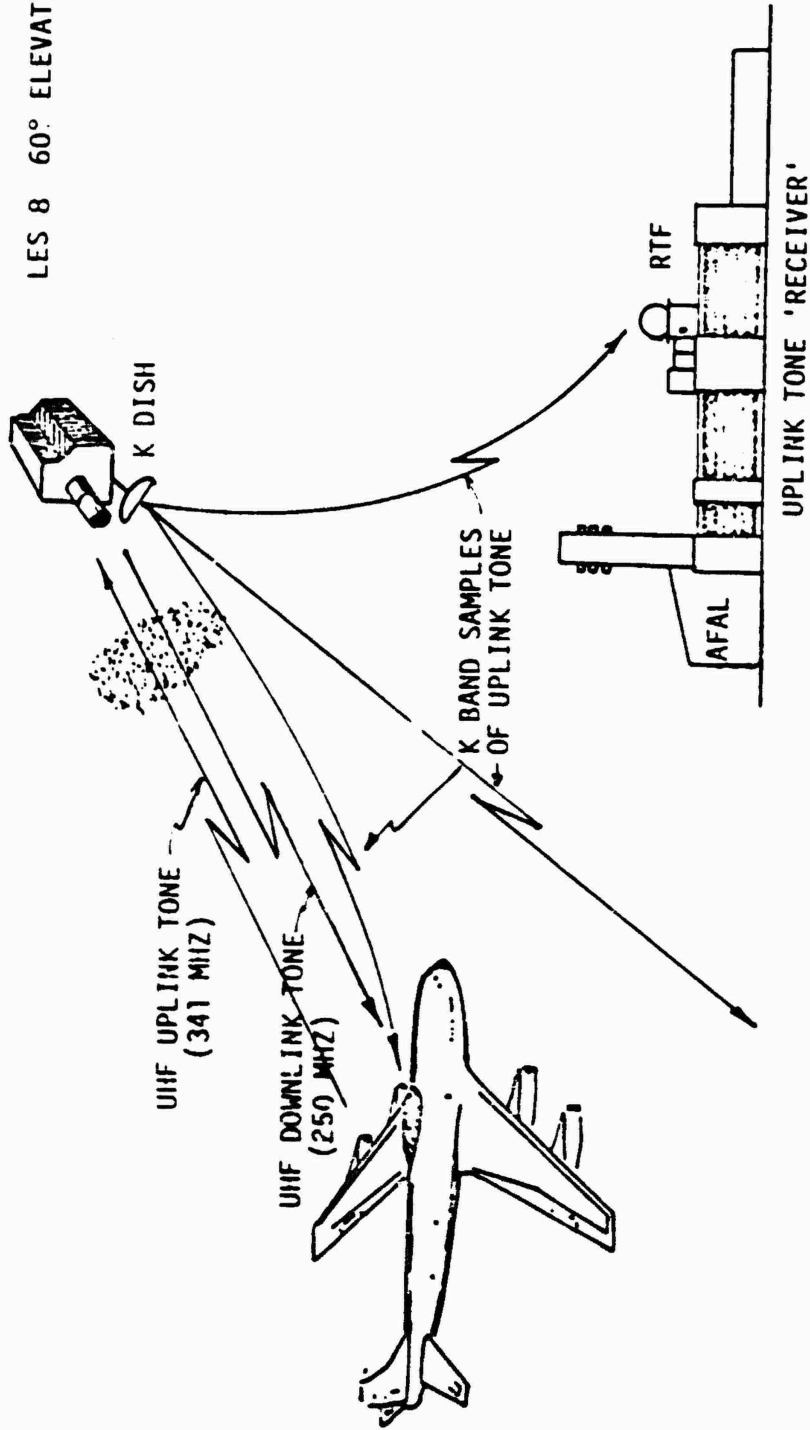 LES 8 60° ELEVAT
K DISH
UHF UPLINK TONE
(341 MHZ)
UHF DOWNLINK TONE
(250 MHZ)
K BAND SAMPLES
OF UPLINK TONE
RTF
AFAL
UPLINK TONE 'RECEIVER'